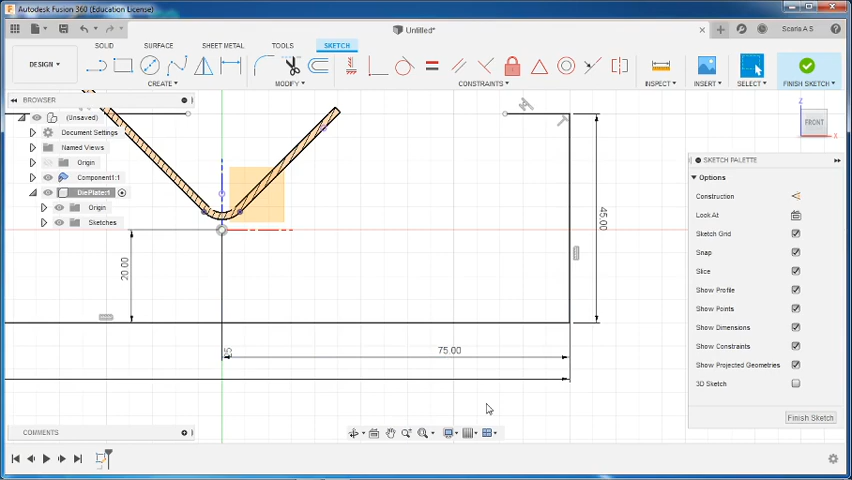 Autodesk Fusion 360 (Education License)
Untitled*
Scaria A S
SOLID
SURFACE
SHEET METAL
TOOLS
SKETCH
DESIGN
CREATE
MODIFY
CONSTRAINTS
INSPECT
INSERT
SELECT
FINISH SKETCH
BROWSER
(Unsaved)
Document Settings
Named Views
Origin
Component1:1
DiePlate:1
Origin
Sketches
20.00
45.00
75.00
Z
FRONT
X
SKETCH PALETTE
Options
Construction
Look At
Sketch Grid
Snap
Slice
Show Profile
Show Points
Show Dimensions
Show Constraints
Show Projected Geometries
3D Sketch
Finish Sketch
COMMENTS